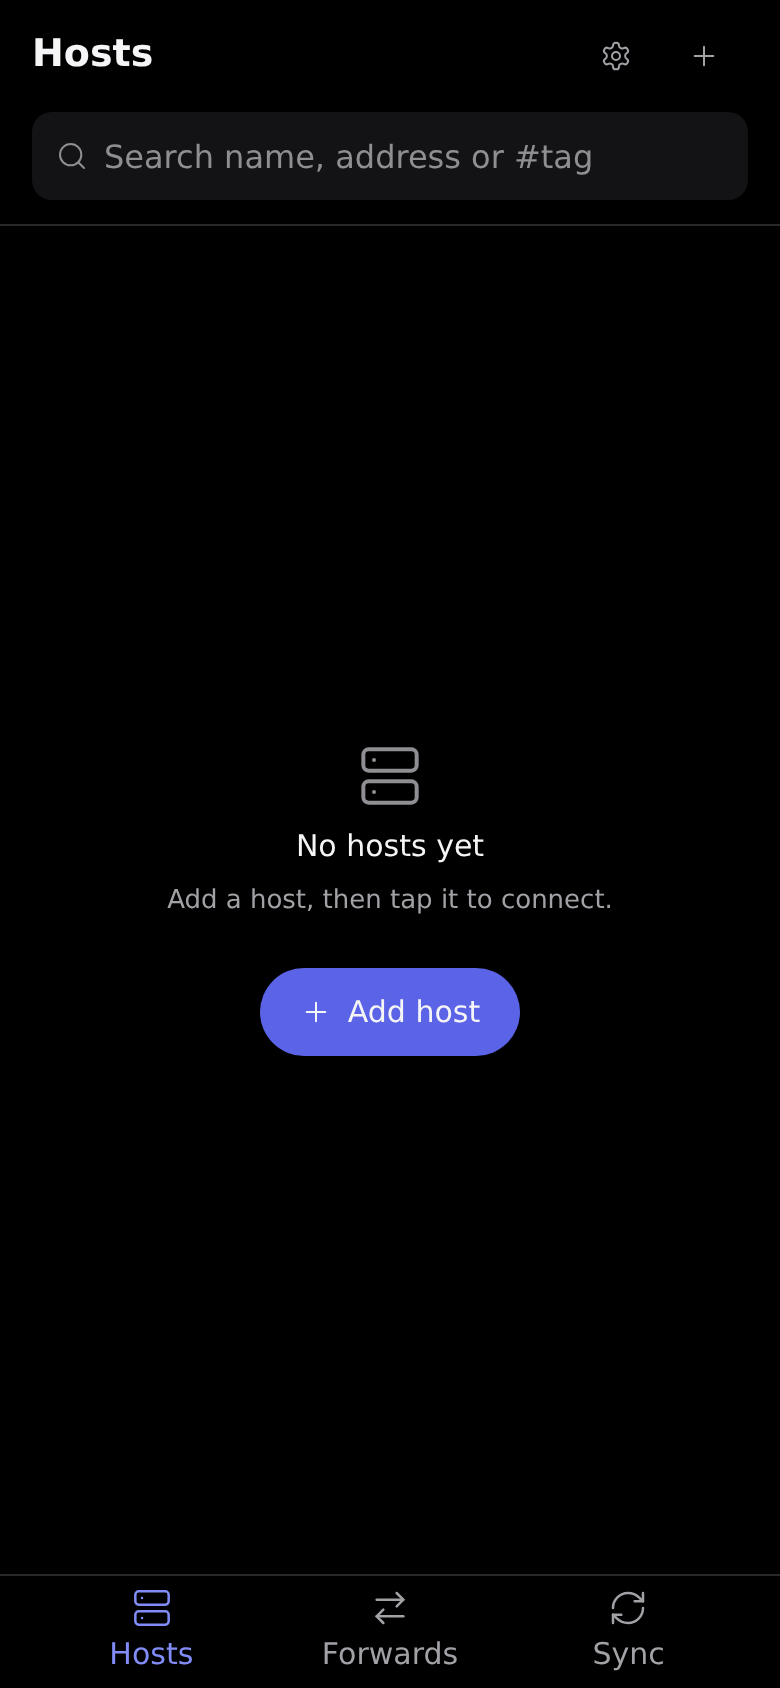 Hosts
Search name, address or #tag
No hosts yet
Add a host, then tap it to connect.
Add host
Hosts
Forwards
Sync